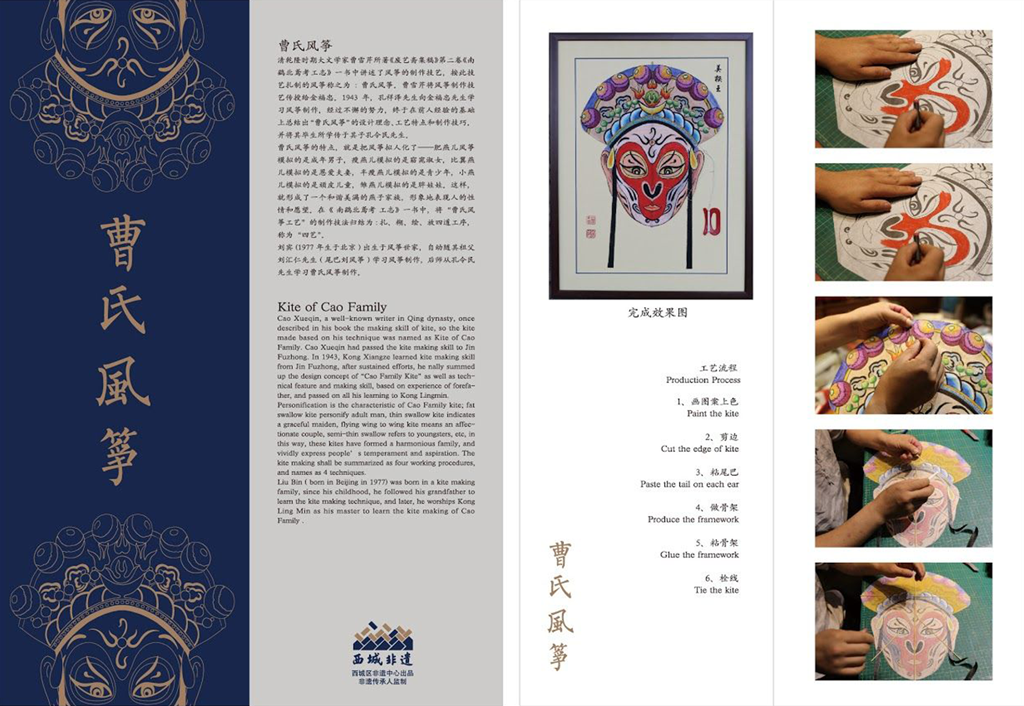 曹
氏
風
箏
曹氏风筝
清乾隆时期大文学家曹雪芹所著《废艺斋集稿》第二卷《南
鹞北鸢考工志》一书中讲述了风筝的制作技艺，按此技
艺扎制的风筝称之为：曹氏风筝。曹雪芹将风筝制作技
艺传授给金福忠，1943 年，孔祥泽先生向金福忠先生学
习风筝制作，经过不懈的努力，终于在前人经验的基础
上总结出“曹氏风筝”的设计理念、工艺特点和制作技巧，
并将其毕生所学传于其子孔令民先生。
曹氏风筝的特点，就是把风筝拟人化了——肥燕儿风筝
模拟的是成年男子，瘦燕儿模拟的是窈窕淑女，比翼燕
儿模拟的是恩爱夫妻，半瘦燕儿模拟的是青少年，小燕
儿模拟的是顽皮儿童，雏燕儿模拟的是胖娃娃。这样，
就形成了一个和谐美满的燕子家族，形象地表现人的性
情和愿望。在《南鹞北鸢考工志》一书中，将“曹氏风
筝工艺”的制作技法归结为：扎、糊、绘、放四道工序，
称为“四艺”。
刘宾（1977 年生于北京）出生于风筝世家，自幼随其祖父
刘汇仁先生（尾巴刘风筝）学习风筝制作，后师从孔令民
先生学习曹氏风筝制作。
Kite of Cao Family
Cao Xueqin, a well-known writer in Qing dynasty, once
described in his book the making skill of kite, so the kite
made based on his technique was named as Kite of Cao
Family. Cao Xueqin had passed the kite making skill to Jin
Fuzhong. In 1943, Kong Xiangze learned kite making skill
from Jin Fuzhong, after sustained efforts, he nally summed
up the design concept of “Cao Family Kite” as well as tech-
nical feature and making skill, based on experience of forefa-
ther, and passed on all his learning to Kong Lingmin.
Personification is the characteristic of Cao Family kite; fat
swallow kite personify adult man, thin swallow kite indicates
a graceful maiden, flying wing to wing kite means an affec-
tionate couple, semi-thin swallow refers to youngsters, etc, in
this way, these kites have formed a harmonious family, and
vividly express people’ s temperament and aspiration. The
kite making shall be summarized as four working procedures,
and names as 4 techniques.
Liu Bin ( born in Beijing in 1977) was born in a kite making
family, since his childhood, he followed his grandfather to
learn the kite making technique, and later, he worships Kong
Ling Min as his master to learn the kite making of Cao
Family .
西城非遗
西城区非遗中心出品
非遗传承人监制
美猴王
完成效果图
工艺流程
Production Process
1、画图案上色
Paint the kite
2、剪边
Cut the edge of kite
3、粘尾巴
Paste the tail on each ear
4、做骨架
Produce the framework
5、粘骨架
Glue the framework
6、栓线
Tie the kite
曹
氏
風
箏